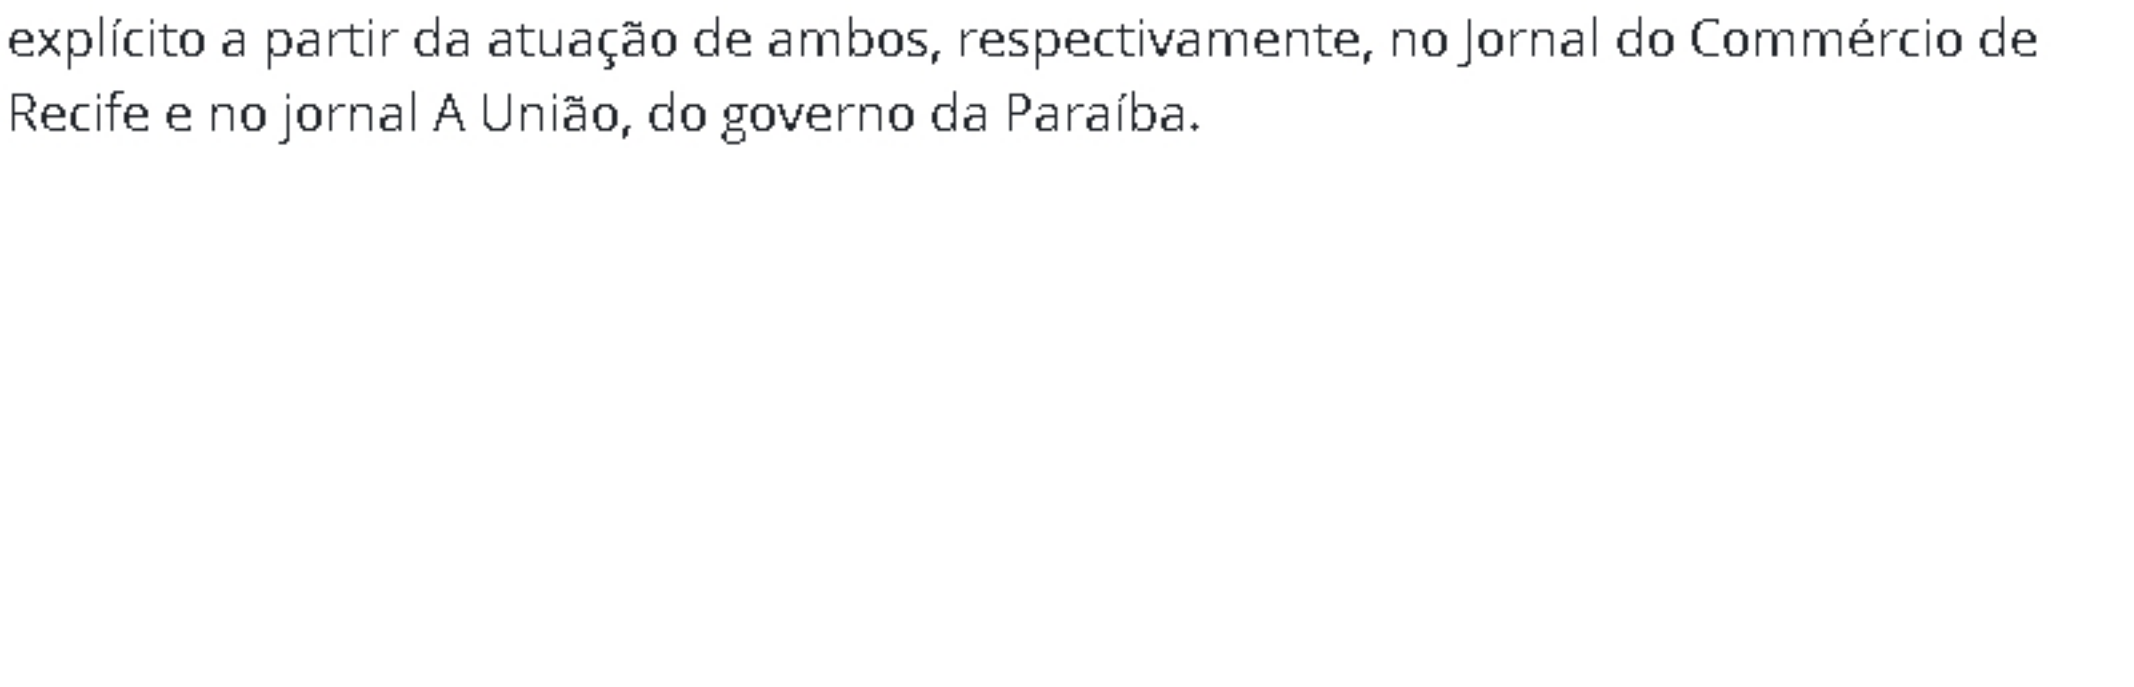 explícito a partir da atuação de ambos, respectivamente, no Jornal do Commércio de
Recife e no jornal A União, do governo da Paraíba.